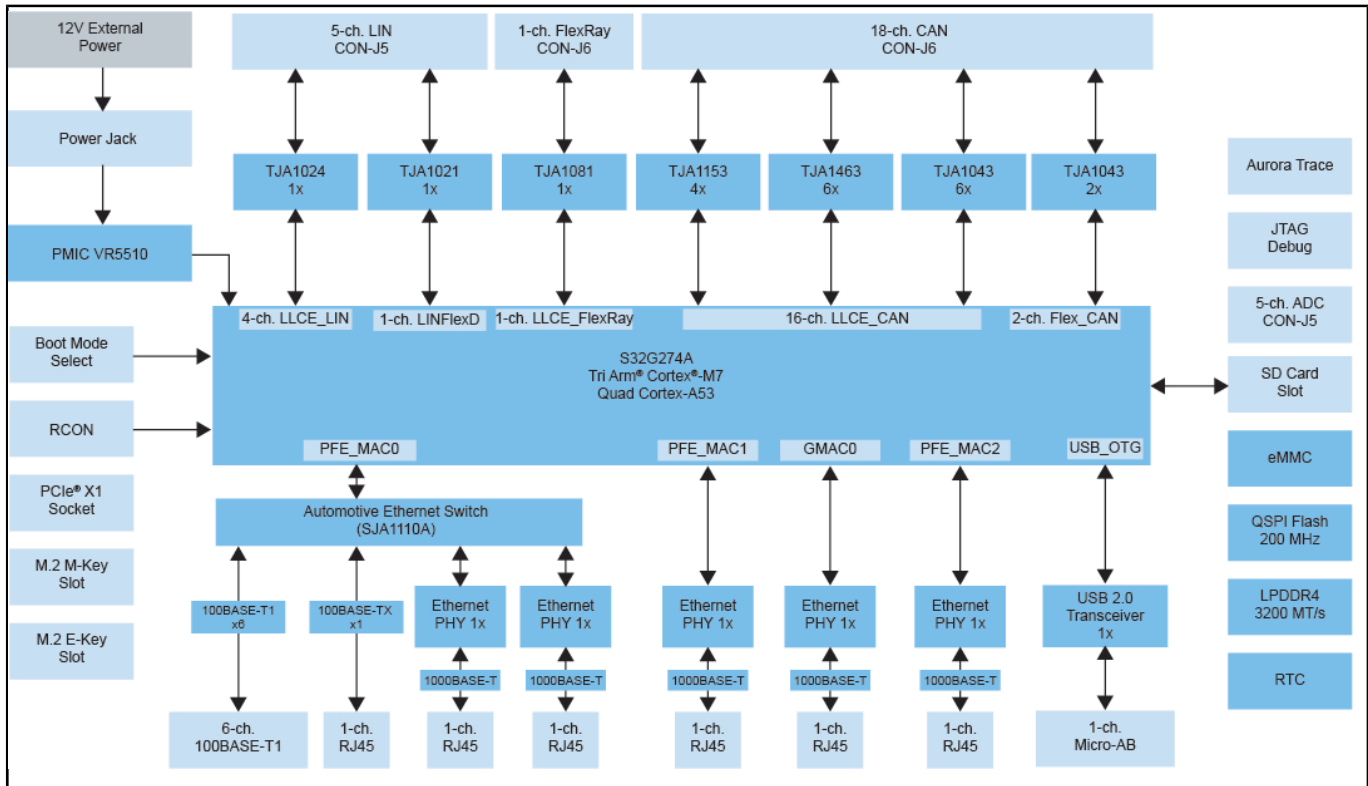 12V External
Power
5-ch. LIN
CON-J5
1-ch. FlexRay
CON-J6
18-ch. CAN
CON-J6
Power Jack
TJA1024
1x
TJA1021
1x
TJA1081
1x
TJA1153
4x
TJA1463
6x
TJA1043
6x
TJA1043
2x
Aurora Trace
PMIC VR5510
JTAG
Debug
4-ch. LLCE_LIN
1-ch. LINFlexD
1-ch. LLCE_FlexRay
16-ch. LLCE_CAN
2-ch. Flex_CAN
5-ch. ADC
CON-J5
Boot Mode
Select
S32G274A
Tri Arm® Cortex®-M7
Quad Cortex-A53
SD Card
Slot
RCON
PFE_MAC0
PFE_MAC1
GMAC0
PFE_MAC2
USB_OTG
eMMC
PCIe® X1
Socket
Automotive Ethernet Switch
(SJA1110A)
QSPI Flash
200 MHz
M.2 M-Key
Slot
100BASE-T1
x6
100BASE-TX
x1
Ethernet
PHY 1x
Ethernet
PHY 1x
Ethernet
PHY 1x
Ethernet
PHY 1x
Ethernet
PHY 1x
USB 2.0
Transceiver
1x
LPDDR4
3200 MT/s
M.2 E-Key
Slot
1000BASE-T
1000BASE-T
1000BASE-T
1000BASE-T
1000BASE-T
RTC
6-ch.
100BASE-T1
1-ch.
RJ45
1-ch.
RJ45
1-ch.
RJ45
1-ch.
RJ45
1-ch.
RJ45
1-ch.
RJ45
1-ch.
Micro-AB